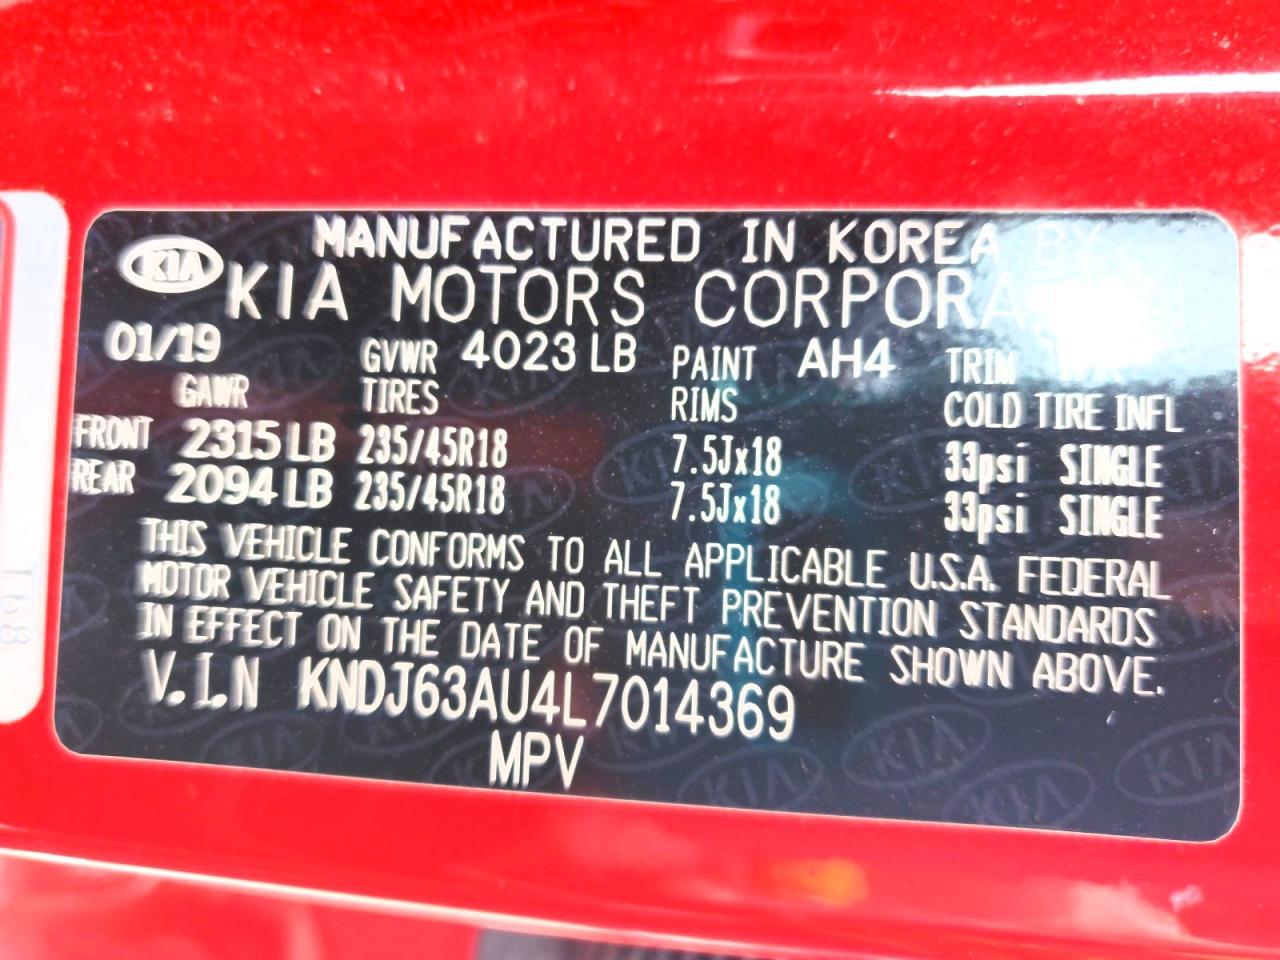 KIA
MANUFACTURED IN KOREA BY
KIA MOTORS CORPORATION
01/19 GVWR 4023 LB PAINT AH4 TRIM
GAWR TIRES RIMS COLD TIRE INFL
FRONT 2315 LB 235/45R18 7.5Jx18 33psi SINGLE
REAR 2094 LB 235/45R18 7.5Jx18 33psi SINGLE
THIS VEHICLE CONFORMS TO ALL APPLICABLE U.S.A. FEDERAL
MOTOR VEHICLE SAFETY AND THEFT PREVENTION STANDARDS
IN EFFECT ON THE DATE OF MANUFACTURE SHOWN ABOVE.
V.I.N KNDJ63AU4L7014369
MPV